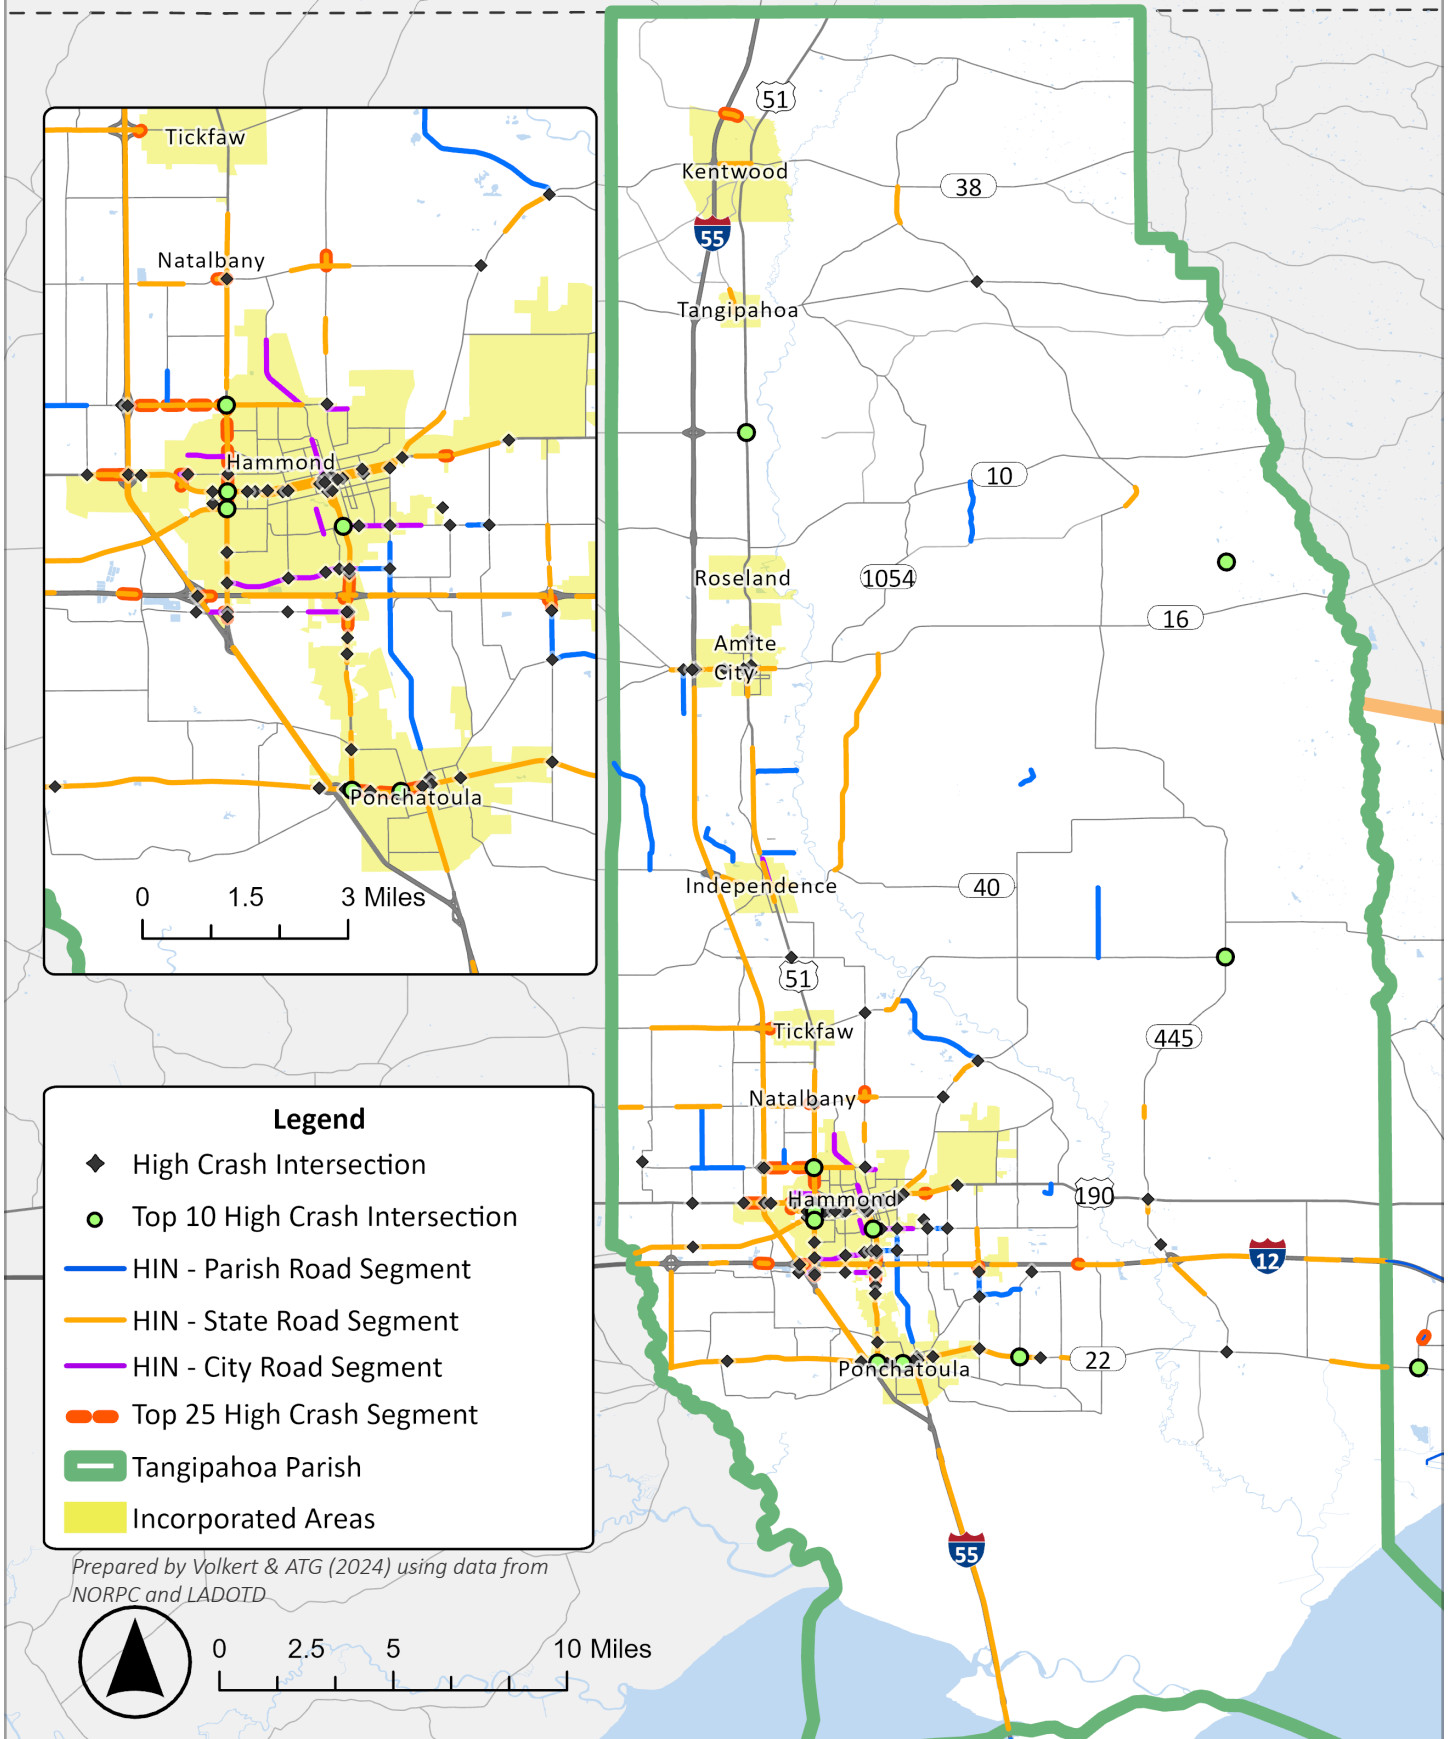 51
Kentwood
38
55
Tangipahoa
10
Roseland
1054
16
Amite
City
Independence
40
51
Tickfaw
445
Natalbany
190
Hammond
12
Ponchatoula
22
55
Tickfaw
Natalbany
Hammond
Ponchatoula
0 1.5 3 Miles
Legend
High Crash Intersection
Top 10 High Crash Intersection
HIN - Parish Road Segment
HIN - State Road Segment
HIN - City Road Segment
Top 25 High Crash Segment
Tangipahoa Parish
Incorporated Areas
Prepared by Volkert & ATG (2024) using data from
NORPC and LADOTD
0 2.5 5 10 Miles